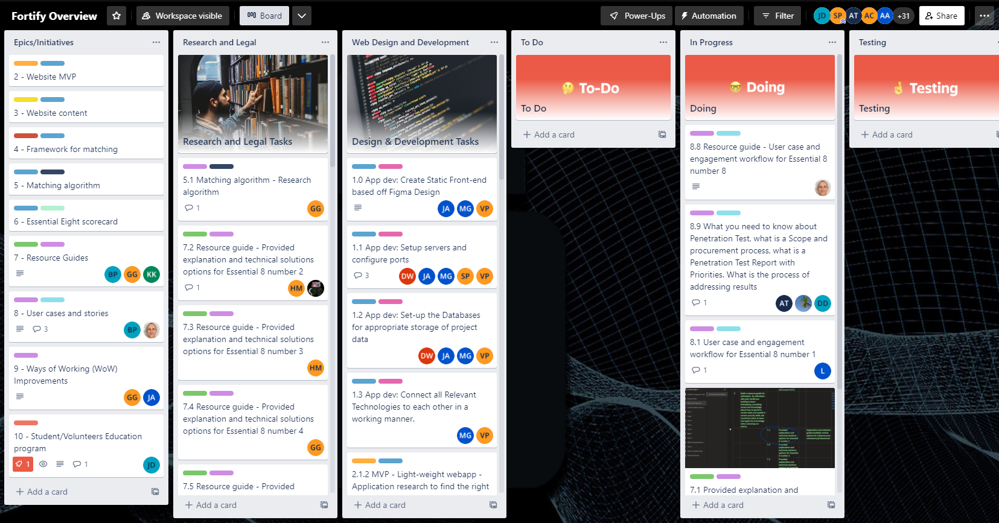 Fortify Overview
Workspace visible
Board
Power-Ups
Automation
Filter
JD SP AT AC AA +31
Share
Epics/Initiatives
2 - Website MVP
3 - Website content
4 - Framework for matching
5 - Matching algorithm
6 - Essential Eight scorecard
7 - Resource Guides
BP GG KK
8 - User cases and stories
3
BP
9 - Ways of Working (WoW)
Improvements
GG JA
10 - Student/Volunteers Education
program
1
1
JD
Add a card
Research and Legal
Research and Legal Tasks
5.1 Matching algorithm - Research
algorithm
1
GG
7.2 Resource guide - Provided
explanation and technical solutions
options for Essential 8 number 2
1
HM
7.3 Resource guide - Provided
explanation and technical solutions
options for Essential 8 number 3
HM
7.4 Resource guide - Provided
explanation and technical solutions
options for Essential 8 number 4
GG
7.5 Resource guide - Provided
Add a card
Web Design and Development
Design & Development Tasks
1.0 App dev: Create Static Front-end
based off Figma Design
JA MG VP
1.1 App dev: Setup servers and
configure ports
3
DW JA MG SP VP
1.2 App dev: Set-up the Databases
for appropriate storage of project
data
DW JA MG VP
1.3 App dev: Connect all Relevant
Technologies to each other in a
working manner.
MG VP
2.1.2 MVP - Light-weight webapp -
Application research to find the right
Add a card
To Do
To-Do
To Do
Add a card
In Progress
Doing
Doing
8.8 Resource guide - User case and
engagement workflow for Essential 8
number 8
8.9 What you need to know about
Penetration Test, what is a Scope and
procurement process, what is a
Penetration Test Report with
Priorities. What is the process of
addressing results
1
AT DD
8.1 User case and engagement
workflow for Essential 8 number 1
1
L
7.1 Provided explanation and
Add a card
Testing
Testing
Testing
Add a card